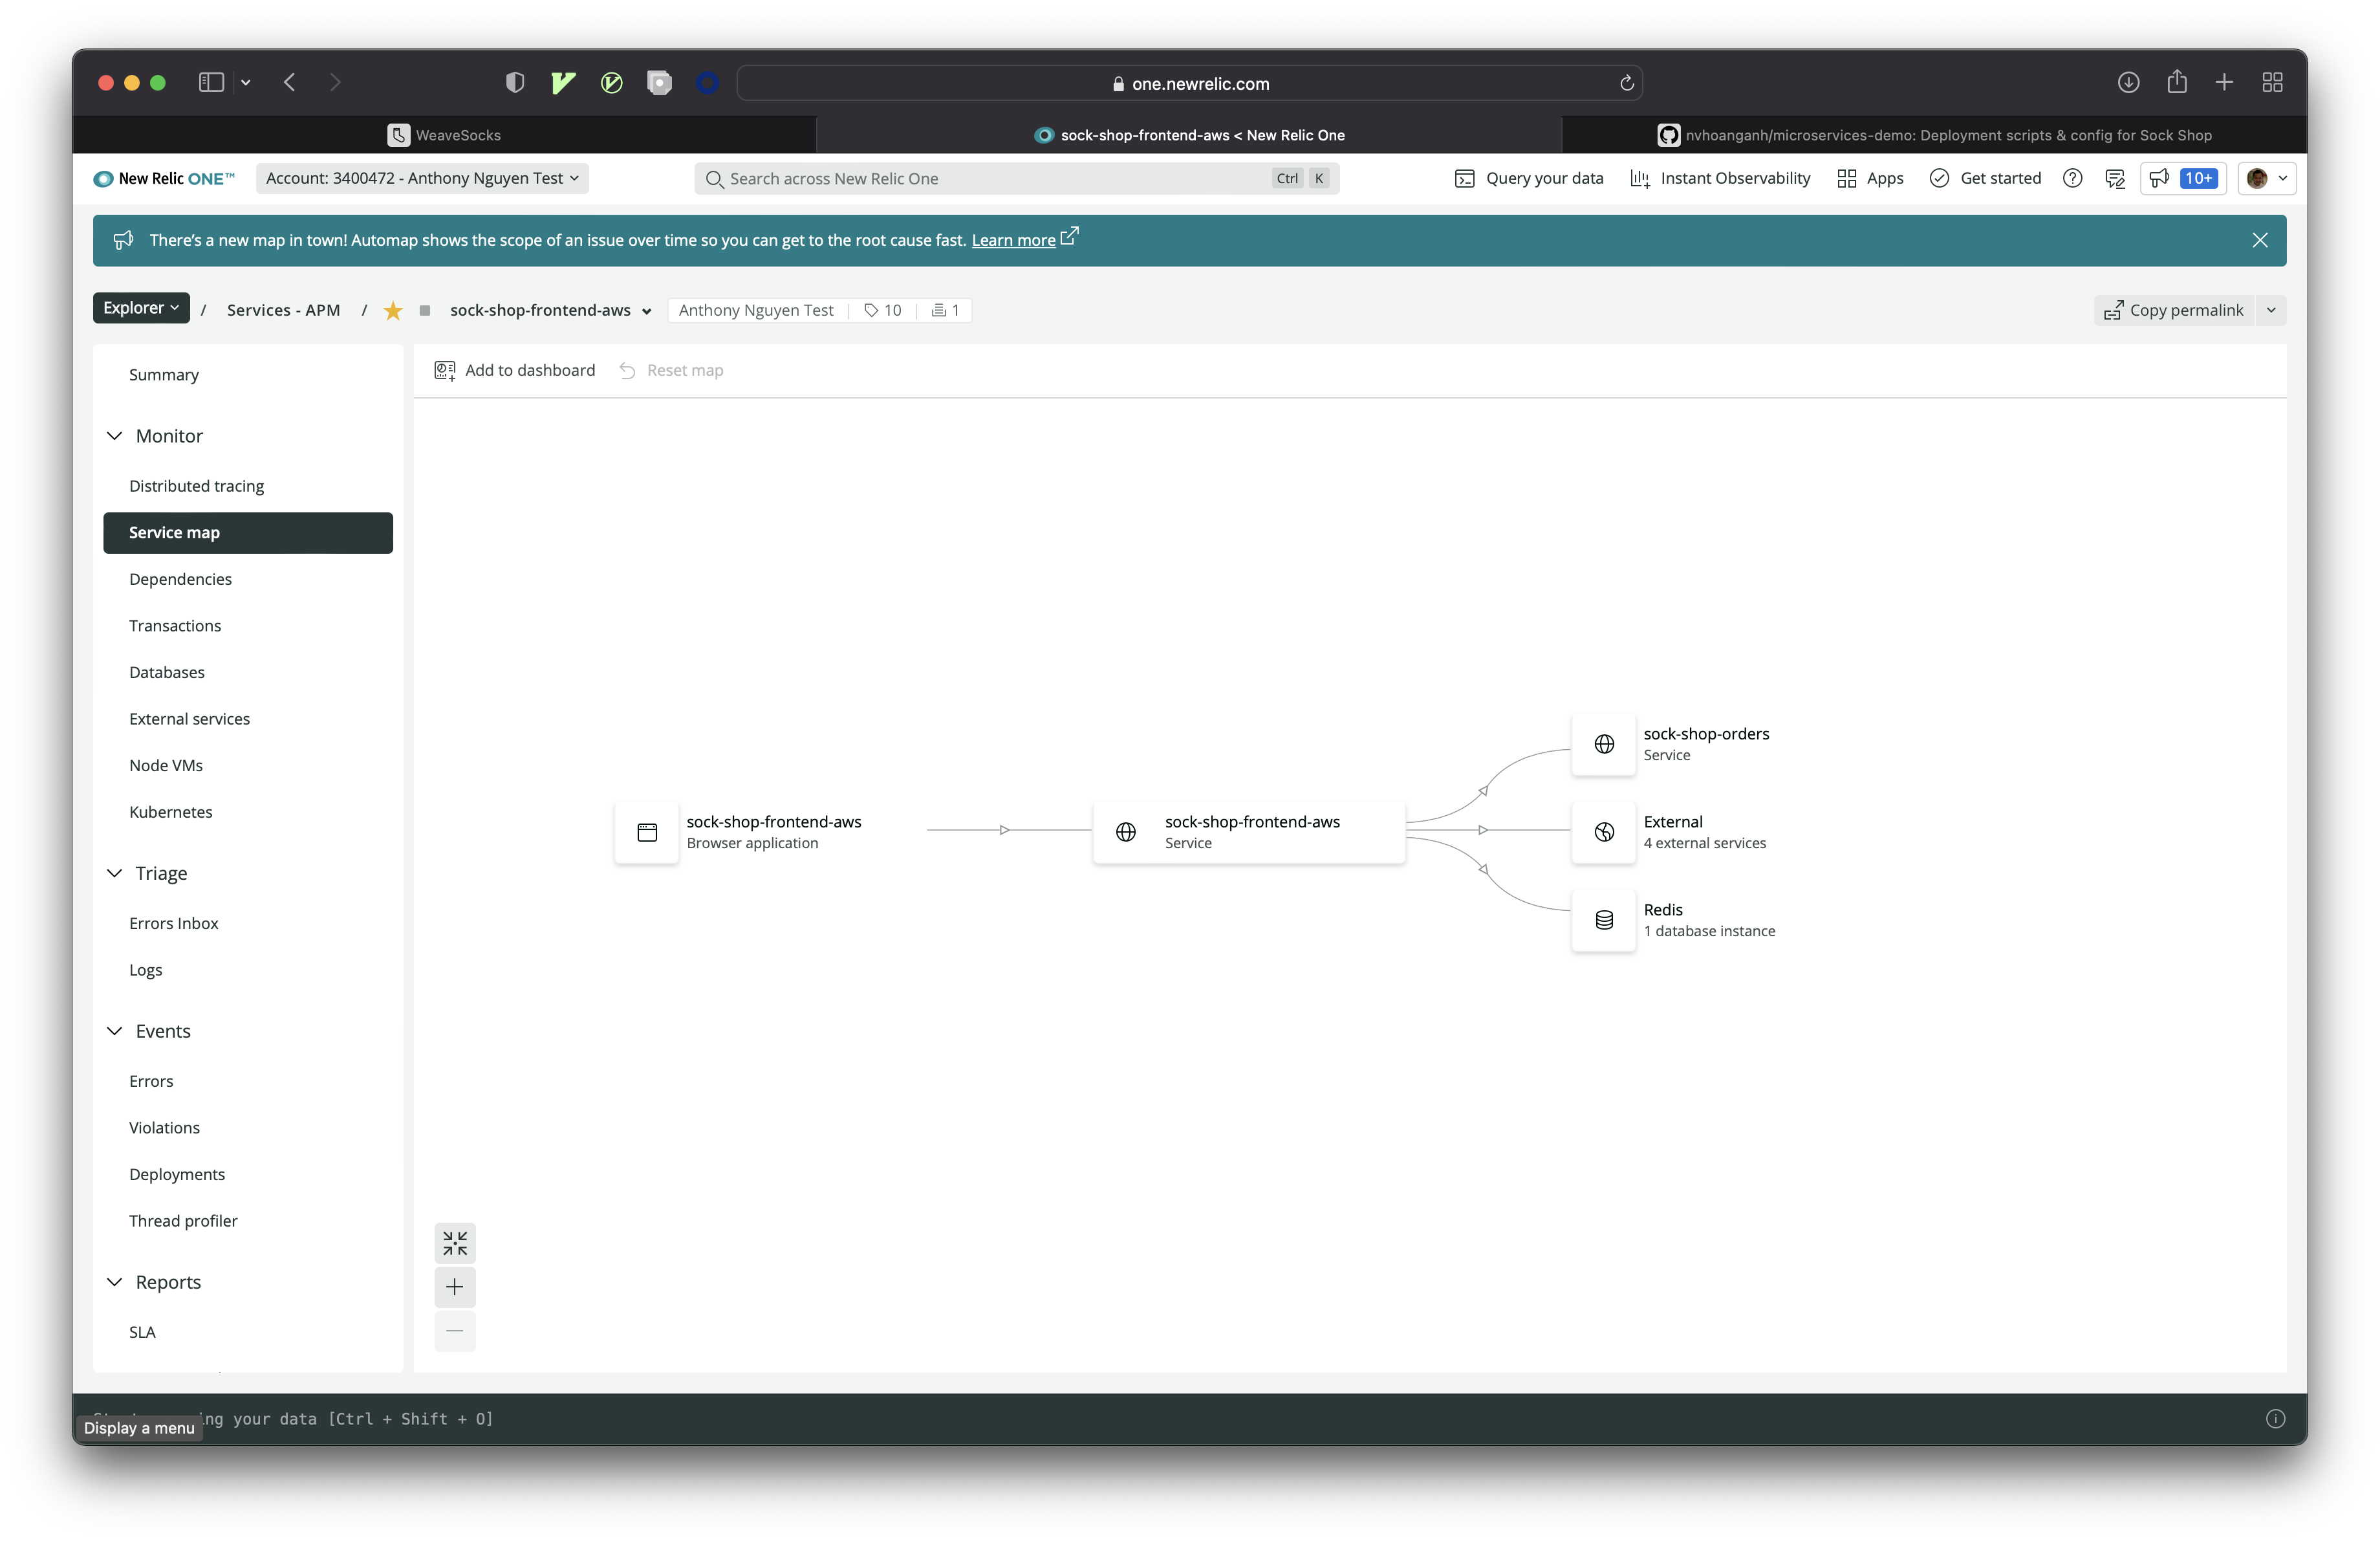 one.newrelic.com
WeaveSocks
sock-shop-frontend-aws < New Relic One
nvhoanganh/microservices-demo: Deployment scripts & config for Sock Shop
New Relic ONE™
Account: 3400472 - Anthony Nguyen Test
Search across New Relic One
Ctrl K
Query your data
Instant Observability
Apps
Get started
10+
There's a new map in town! Automap shows the scope of an issue over time so you can get to the root cause fast. Learn more
Explorer / Services - APM / sock-shop-frontend-aws
Anthony Nguyen Test
10
1
Copy permalink
Add to dashboard
Reset map
Summary
Monitor
Distributed tracing
Service map
Dependencies
Transactions
Databases
External services
Node VMs
Kubernetes
Triage
Errors Inbox
Logs
Events
Errors
Violations
Deployments
Thread profiler
Reports
SLA
sock-shop-frontend-aws
Browser application
sock-shop-frontend-aws
Service
sock-shop-orders
Service
External
4 external services
Redis
1 database instance
your data [Ctrl + Shift + O]
Display a menu